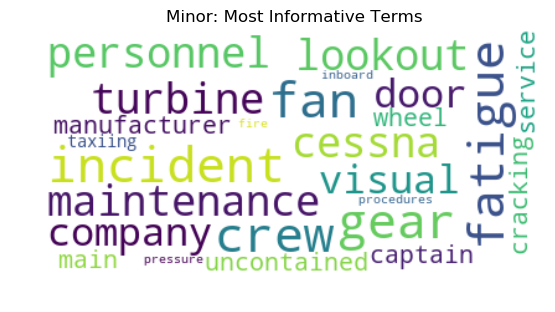 Minor: Most Informative Terms
personnel
lookout
inboard
turbine
fan
door
fatigue
service
manufacturer
fire
wheel
taxiing
cessna
incident
visual
cracking
maintenance
procedures
company
crew
gear
captain
main
pressure
uncontained